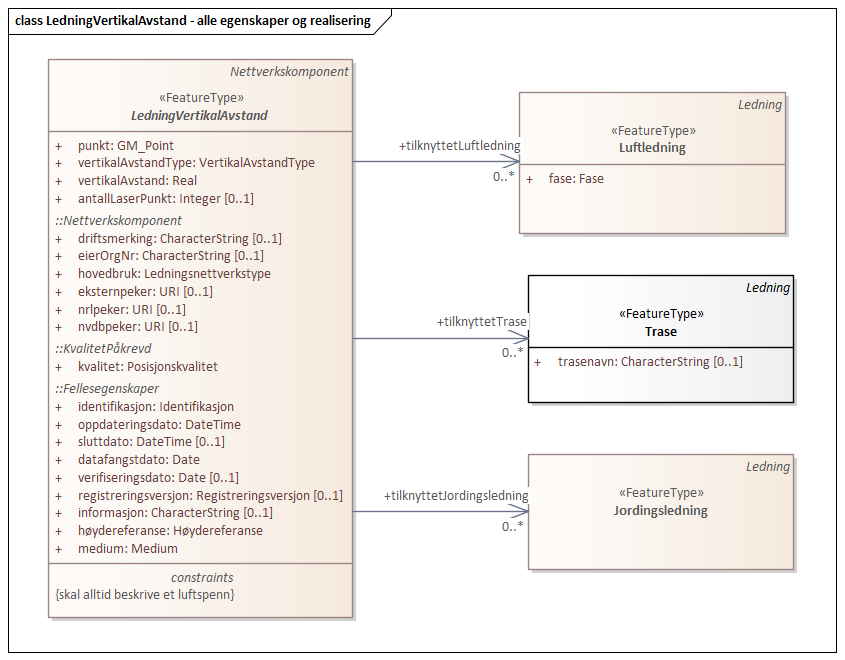 class LedningVertikalAvstand - alle egenskaper og realisering
Nettverkskomponent
«FeatureType»
LedningVertikalAvstand
+ punkt: GM_Point
+ vertikalAvstandType: VertikalAvstandType
+ vertikalAvstand: Real
+ antallLaserPunkt: Integer [0..1]
::Nettverkskomponent
+ driftsmerking: CharacterString [0..1]
+ eierOrgNr: CharacterString [0..1]
+ hovedbruk: Ledningsnettverkstype
+ eksternpeker: URI [0..1]
+ nrlpeker: URI [0..1]
+ nvdbpeker: URI [0..1]
::KvalitetPåkrevd
+ kvalitet: Posisjonskvalitet
::Fellesegenskaper
+ identifikasjon: Identifikasjon
+ oppdateringsdato: DateTime
+ sluttdato: DateTime [0..1]
+ datafangstdato: Date
+ verifiseringsdato: Date [0..1]
+ registreringsversjon: Registreringsversjon [0..1]
+ informasjon: CharacterString [0..1]
+ høydereferanse: Høydereferanse
+ medium: Medium
constraints
{skal alltid beskrive et luftspenn}
+tilknyttetLuftledning
0..*
Ledning
«FeatureType»
Luftledning
+ fase: Fase
+tilknyttetTrase
0..*
Ledning
«FeatureType»
Trase
+ trasenavn: CharacterString [0..1]
+tilknyttetJordingsledning
0..*
Ledning
«FeatureType»
Jordingsledning